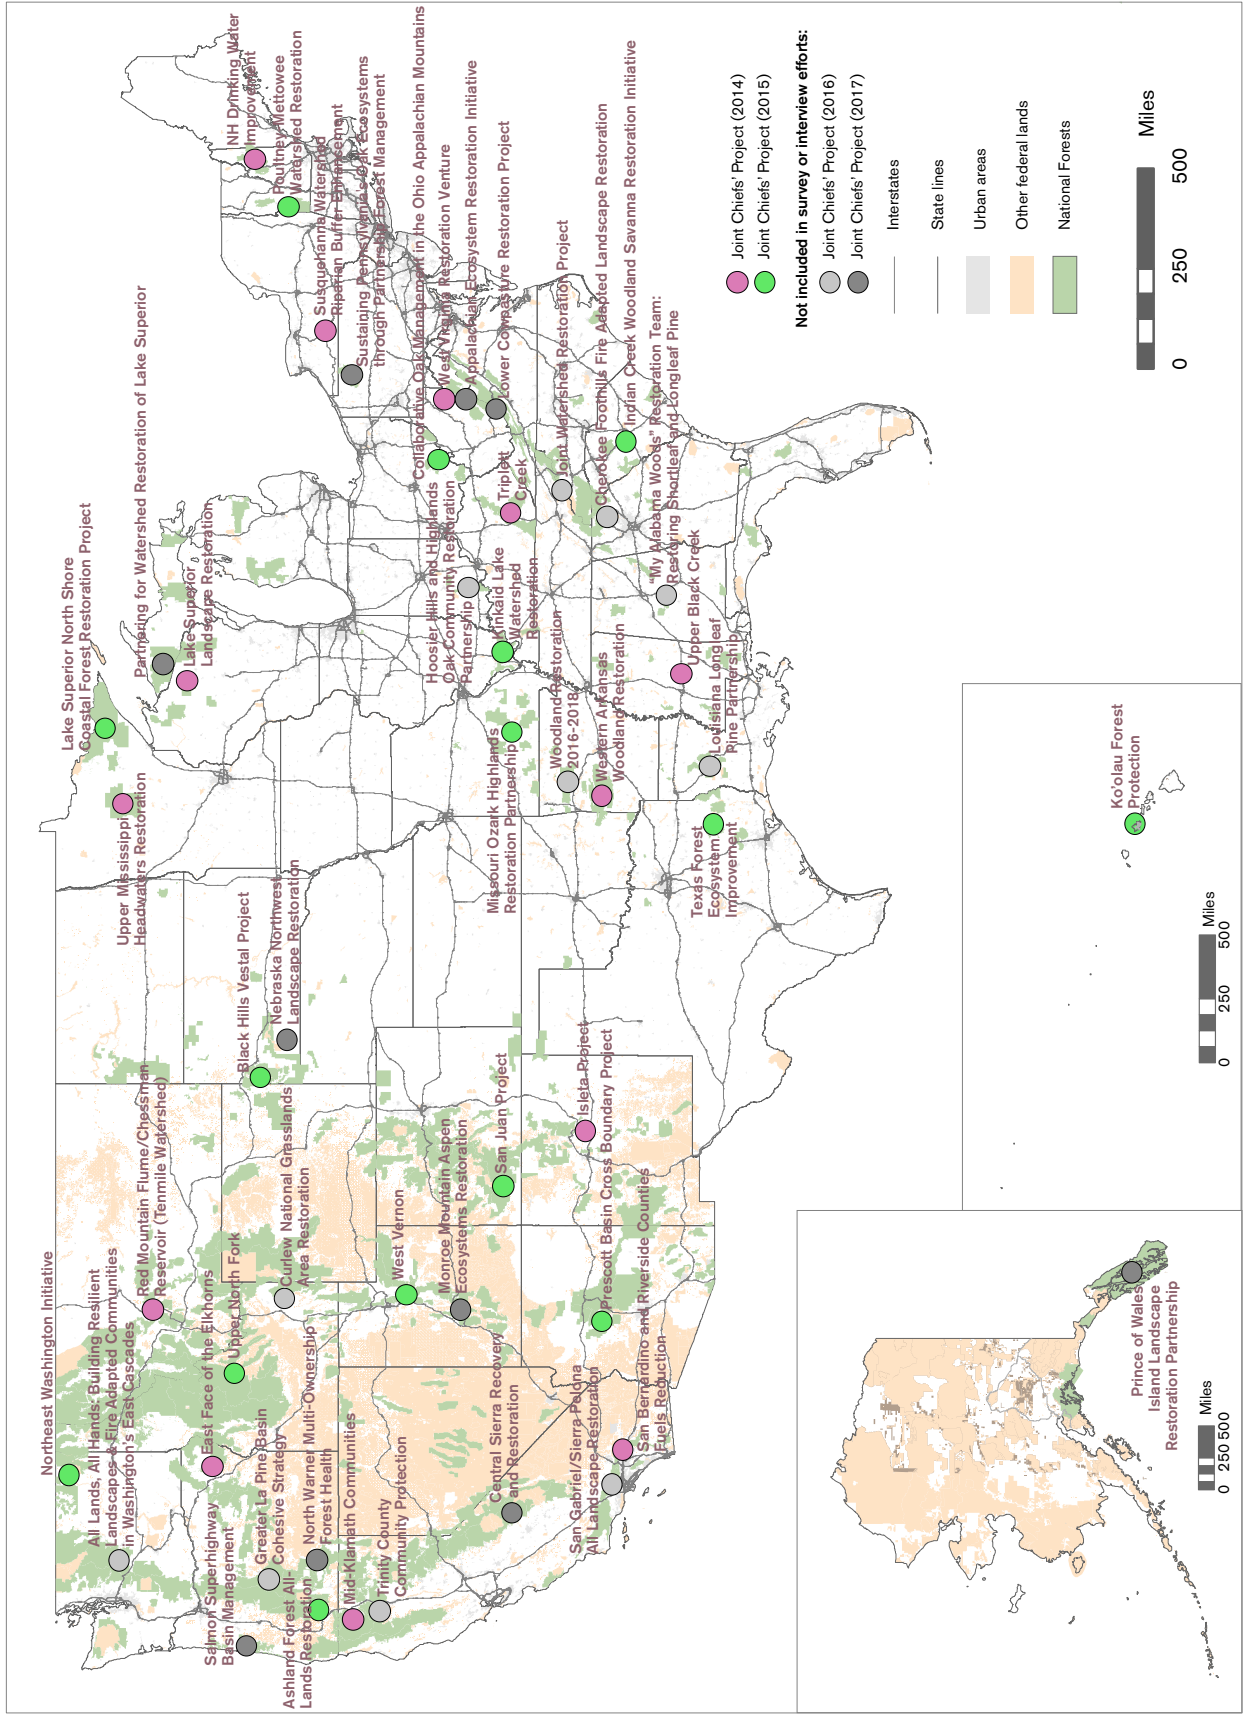 Northeast Washington Initiative
All Lands, All Hands: Building Resilient
Landscapes & Fire Adapted Communities
in Washington's East Cascades
Red Mountain Flume/Chessman
Reservoir (Tenmile Watershed)
Salmon Superhighway
Basin Management
East Face of the Elkhorns
Upper North Fork
Greater La Pine Basin
Cohesive Strategy
Curlew National Grasslands
Area Restoration
Ashland Forest All-
Lands Restoration
North Warner Multi-Ownership
Forest Health
Mid-Klamath Communities
Trinity County
Community Protection
West Vernon
Monroe Mountain Aspen
Ecosystems Restoration
Central Sierra Recovery
and Restoration
San Juan Project
San Gabriel/Sierra-Pelona
All Landscape Restoration
Isleta Project
Prescott Basin Cross Boundary Project
San Bernardino and Riverside Counties
Fuels Reduction
Black Hills Vestal Project
Nebraska Northwest
Landscape Restoration
Upper Mississippi
Headwaters Restoration
Lake Superior North Shore
Coastal Forest Restoration Project
Partnering for Watershed Restoration of Lake Superior
Lake Superior
Landscape Restoration
Missouri Ozark Highlands
Restoration Partnership
Woodland Restoration
2016-2018
Western Arkansas
Woodland Restoration
Texas Forest
Ecosystem
Improvement
Louisiana Longleaf
Pine Partnership
Upper Black Creek
"My Alabama Woods" Restoration Team:
Restoring Shortleaf and Longleaf Pine
Hoosier Hills and Highlands
Oak Community Restoration
Partnership
Kinkaid Lake
Watershed
Restoration
Triplett
Creek
NH Drinking Water
Improvement
Poultney Mettowee
Watershed Restoration
Susquehanna Watershed
Riparian Buffer Enhancement
Sustaining Pennsylvania's Oak Ecosystems
through Partnership Forest Management
Collaborative Oak Management in the Ohio Appalachian Mountains
West Virginia Restoration Venture
Appalachian Ecosystem Restoration Initiative
Lower Cowpasture Restoration Project
Joint Watershed Restoration Project
Cherokee Foothills Fire Adapted Landscape Restoration
Indian Creek Woodland Savanna Restoration Initiative
Joint Chiefs' Project (2014)
Joint Chiefs' Project (2015)
Not included in survey or interview efforts:
Joint Chiefs' Project (2016)
Joint Chiefs' Project (2017)
Interstates
State lines
Urban areas
Other federal lands
National Forests
Miles
0 250 500
Ko'olau Forest
Protection
Miles
0 250 500
Prince of Wales
Island Landscape
Restoration Partnership
Miles
0 250 500